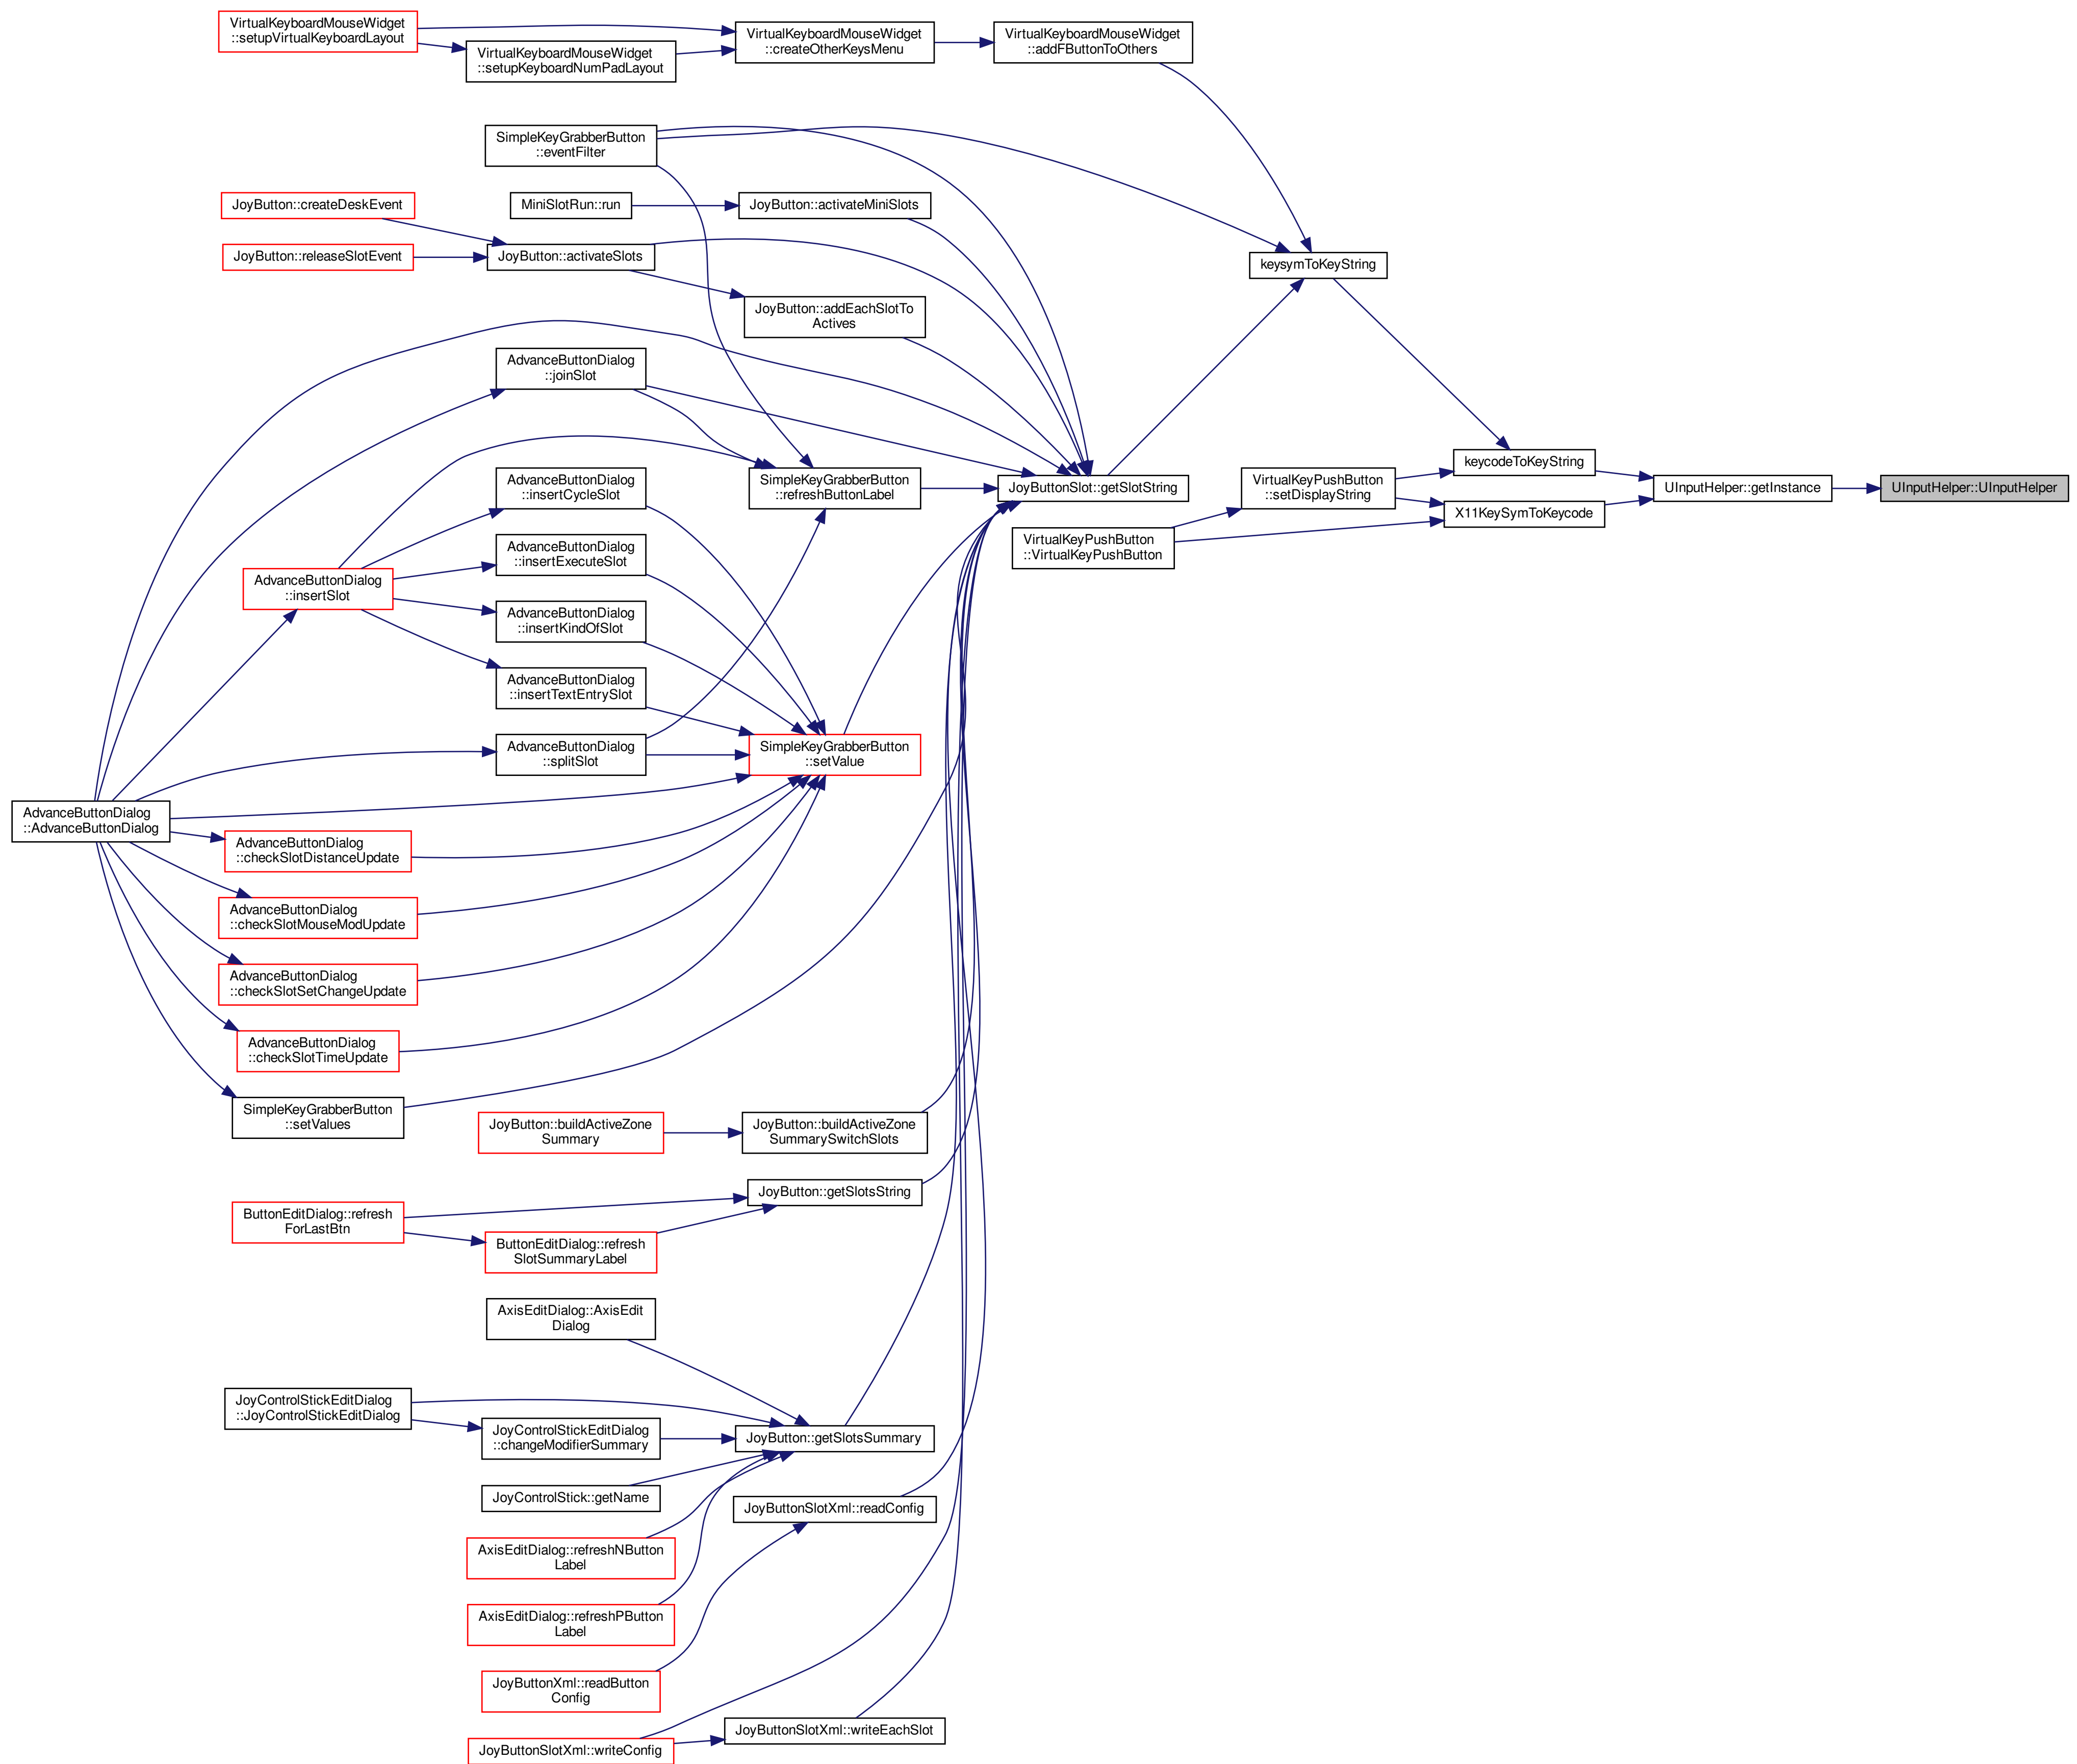 VirtualKeyboardMouseWidget
::setupVirtualKeyboardLayout
VirtualKeyboardMouseWidget
::setupKeyboardNumPadLayout
VirtualKeyboardMouseWidget
::createOtherKeysMenu
VirtualKeyboardMouseWidget
::addFButtonToOthers
SimpleKeyGrabberButton
::eventFilter
JoyButton::createDeskEvent
MiniSlotRun::run
JoyButton::activateMiniSlots
JoyButton::releaseSlotEvent
JoyButton::activateSlots
keysymToKeyString
JoyButton::addEachSlotTo
Actives
AdvanceButtonDialog
::joinSlot
keycodeToKeyString
SimpleKeyGrabberButton
::refreshButtonLabel
JoyButtonSlot::getSlotString
VirtualKeyPushButton
::setDisplayString
UInputHelper::getInstance
UInputHelper::UInputHelper
AdvanceButtonDialog
::insertCycleSlot
X11KeySymToKeycode
VirtualKeyPushButton
::VirtualKeyPushButton
AdvanceButtonDialog
::insertExecuteSlot
AdvanceButtonDialog
::insertSlot
AdvanceButtonDialog
::insertKindOfSlot
AdvanceButtonDialog
::insertTextEntrySlot
AdvanceButtonDialog
::splitSlot
SimpleKeyGrabberButton
::setValue
AdvanceButtonDialog
::AdvanceButtonDialog
AdvanceButtonDialog
::checkSlotDistanceUpdate
AdvanceButtonDialog
::checkSlotMouseModUpdate
AdvanceButtonDialog
::checkSlotSetChangeUpdate
AdvanceButtonDialog
::checkSlotTimeUpdate
SimpleKeyGrabberButton
::setValues
JoyButton::buildActiveZone
Summary
JoyButton::buildActiveZone
SummarySwitchSlots
JoyButton::getSlotsString
ButtonEditDialog::refresh
ForLastBtn
ButtonEditDialog::refresh
SlotSummaryLabel
AxisEditDialog::AxisEdit
Dialog
JoyControlStickEditDialog
::JoyControlStickEditDialog
JoyControlStickEditDialog
::changeModifierSummary
JoyButton::getSlotsSummary
JoyControlStick::getName
JoyButtonSlotXml::readConfig
AxisEditDialog::refreshNButton
Label
AxisEditDialog::refreshPButton
Label
JoyButtonXml::readButton
Config
JoyButtonSlotXml::writeEachSlot
JoyButtonSlotXml::writeConfig